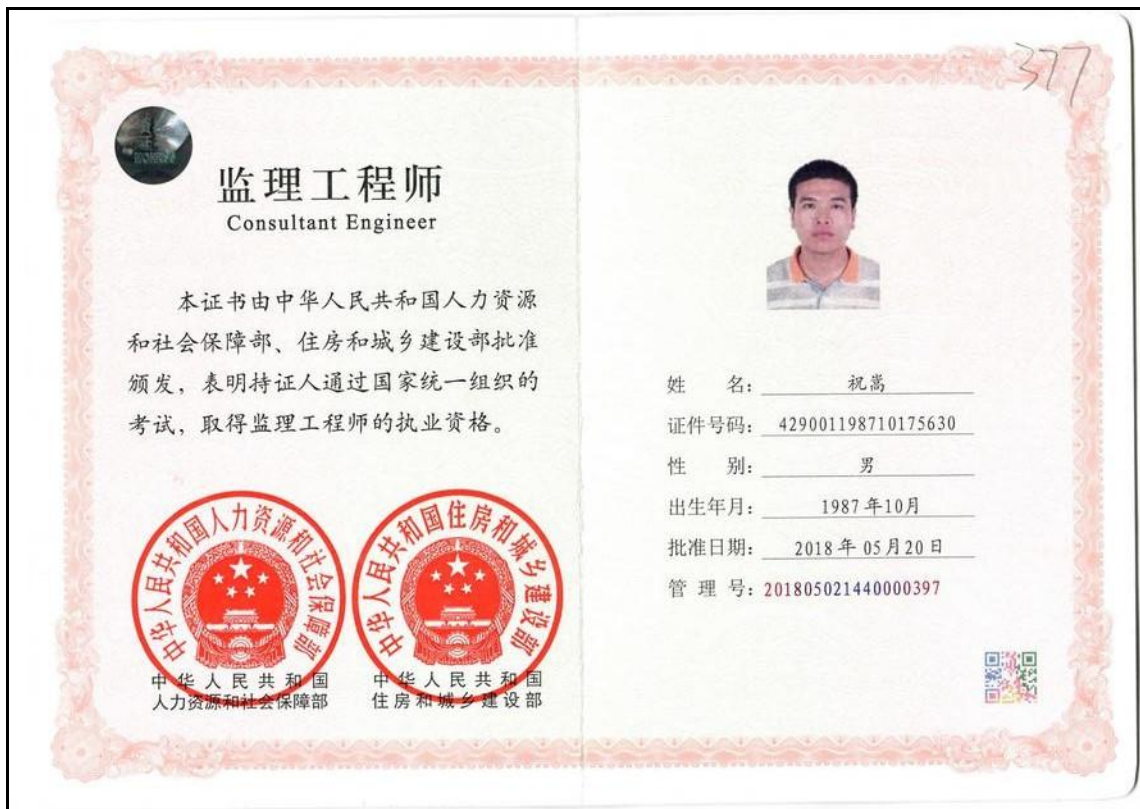 377
监理工程师
Consultant Engineer
本证书由中华人民共和国人力资源
和社会保障部、住房和城乡建设部批准
颁发，表明持证人通过国家统一组织的
考试，取得监理工程师的执业资格。
中华人民共和国人力资源和社会保障部
中华人民共和国住房和城乡建设部
中华人民共和国
人力资源和社会保障部
中华人民共和国
住房和城乡建设部
姓 名：祝嵩
证件号码：429001198710175630
性 别：男
出生年月：1987年10月
批准日期：2018年05月20日
管 理 号：201805021440000397